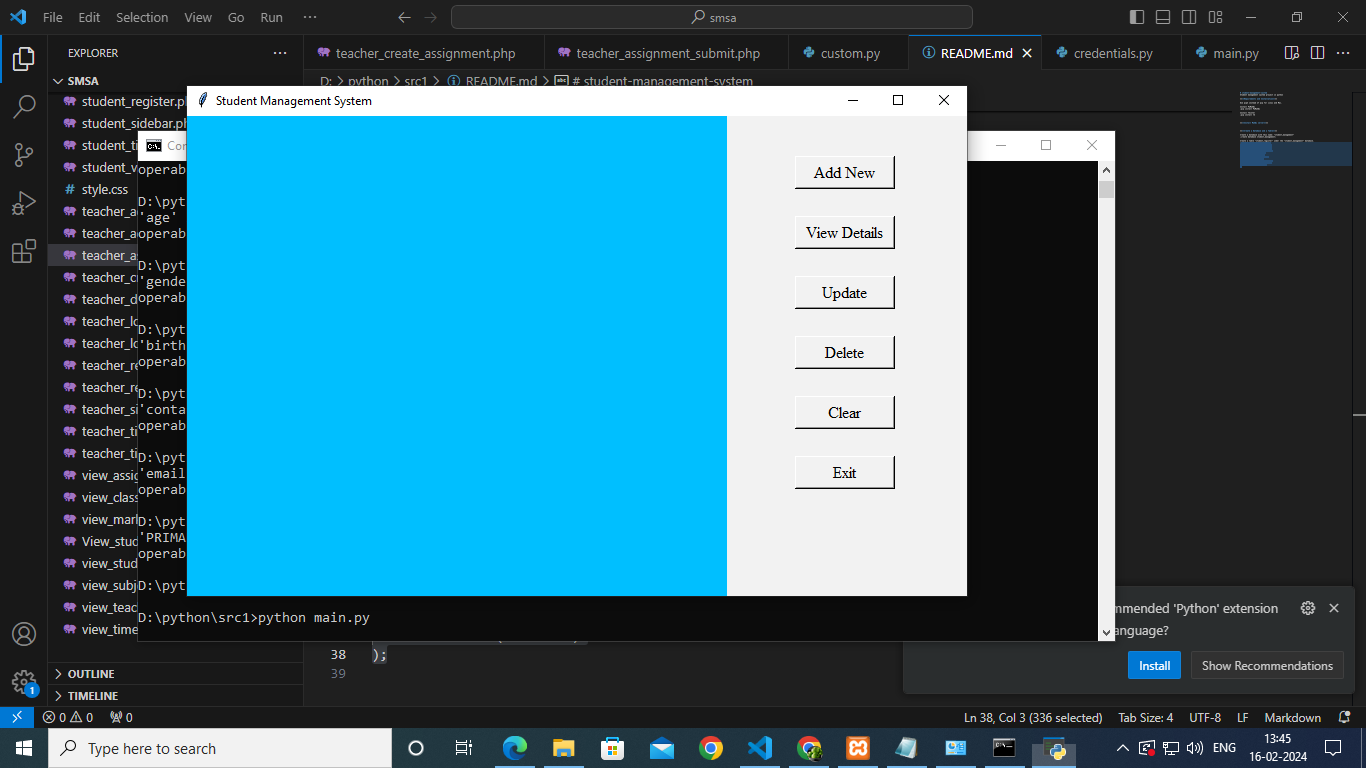 File Edit Selection View Go Run ··· smsa
EXPLORER ···
teacher_create_assignment.php teacher_assignment_submit.php custom.py README.md credentials.py main.py ···
SMSA
D: > python > src1 > README.md > # student-management-system
student_register.p
student_sidebar.ph
student_ti
student_v
style.css
teacher_a
teacher_a
teacher_a
teacher_c
teacher_d
teacher_lo
teacher_lo
teacher_re
teacher_re
teacher_si
teacher_ti
teacher_ti
view_assig
view_class
view_mar
View_stud
view_stud
view_subj
view_teac
view_time
OUTLINE
TIMELINE
Student Management System
Add New
View Details
Update
Delete
Clear
Exit
Co
operab
D:\pyt
'age'
operab
D:\pyt
'gende
operab
D:\pyt
'birth
operab
D:\pyt
'conta
operab
D:\pyt
'email
operab
D:\pyt
'PRIMA
operab
D:\pyt
D:\python\src1>python main.py
38 );
39
mmended 'Python' extension
anguage?
Install Show Recommendations
1
0 0 0 Ln 38, Col 3 (336 selected) Tab Size: 4 UTF-8 LF Markdown
Type here to search ENG 13:45
16-02-2024